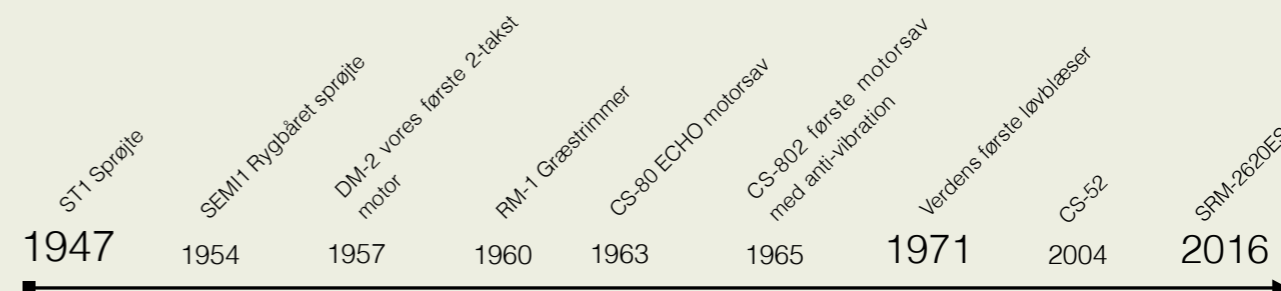 ST1 Sprøjte
1947
SEMI1 Rygbåret sprøjte
1954
DM-2 vores første 2-takst
motor
1957
RM-1 Græstrimmer
1960
CS-80 ECHO motorsav
1963
CS-802 første motorsav
med anti-vibration
1965
Verdens første løvblæser
1971
CS-52
2004
SRM-2620ES
2016